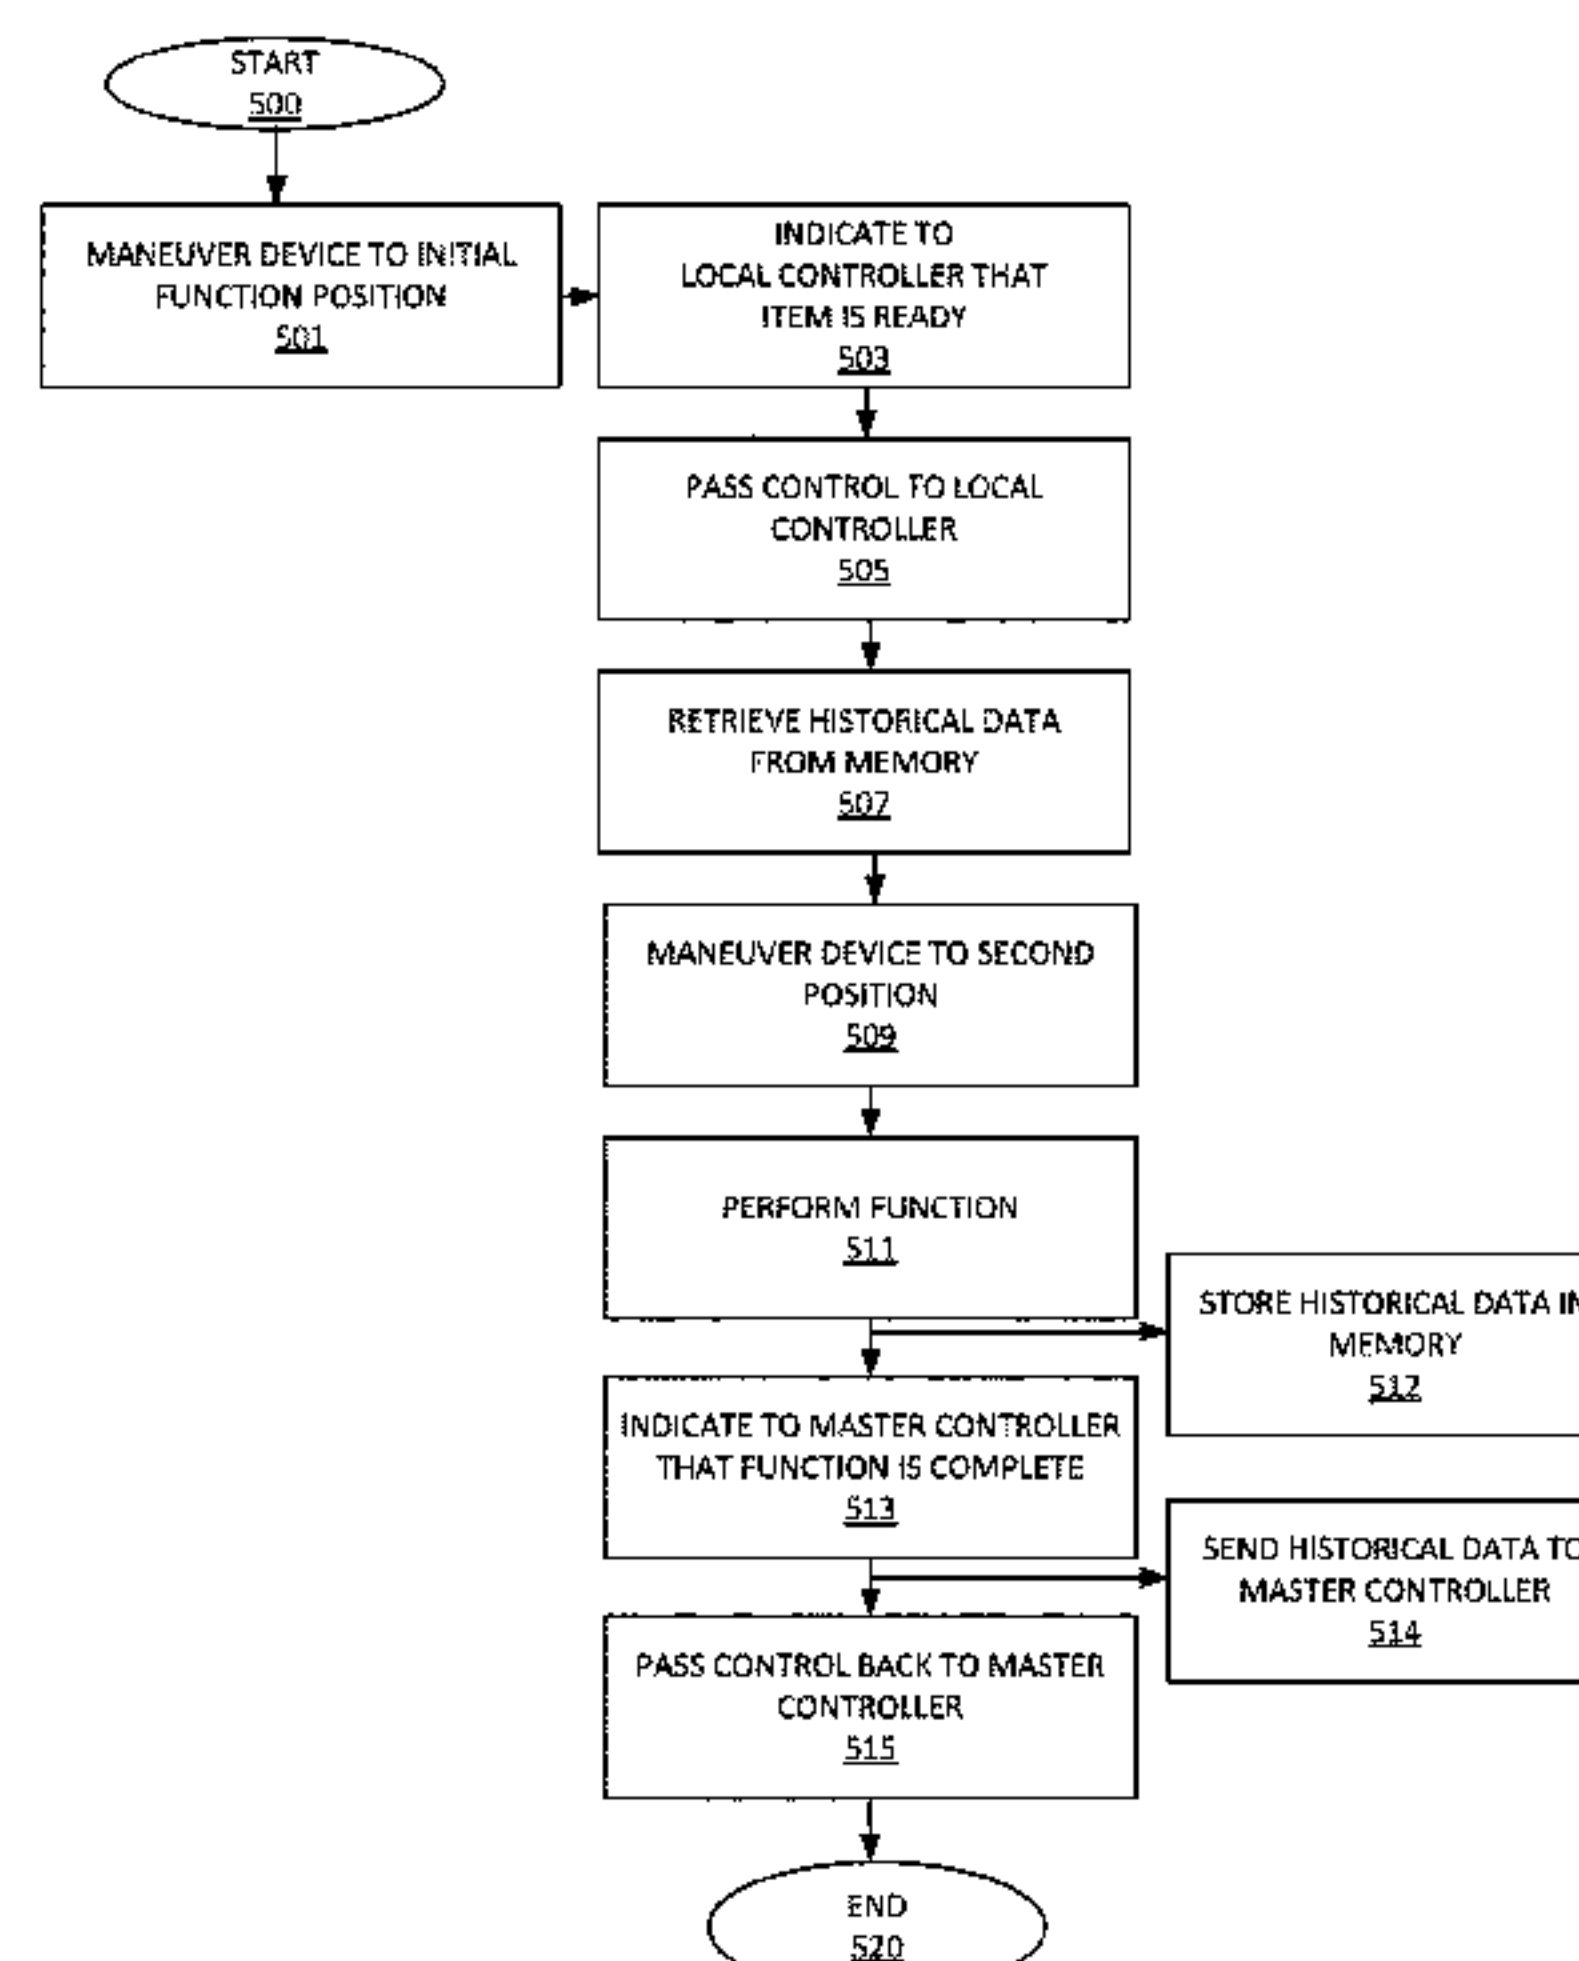 START
500
MANEUVER DEVICE TO INITIAL
FUNCTION POSITION
501
INDICATE TO
LOCAL CONTROLLER THAT
ITEM IS READY
503
PASS CONTROL TO LOCAL
CONTROLLER
505
RETRIEVE HISTORICAL DATA
FROM MEMORY
507
MANEUVER DEVICE TO SECOND
POSITION
509
PERFORM FUNCTION
511
STORE HISTORICAL DATA IN
MEMORY
512
INDICATE TO MASTER CONTROLLER
THAT FUNCTION IS COMPLETE
513
SEND HISTORICAL DATA TO
MASTER CONTROLLER
514
PASS CONTROL BACK TO MASTER
CONTROLLER
515
END
520